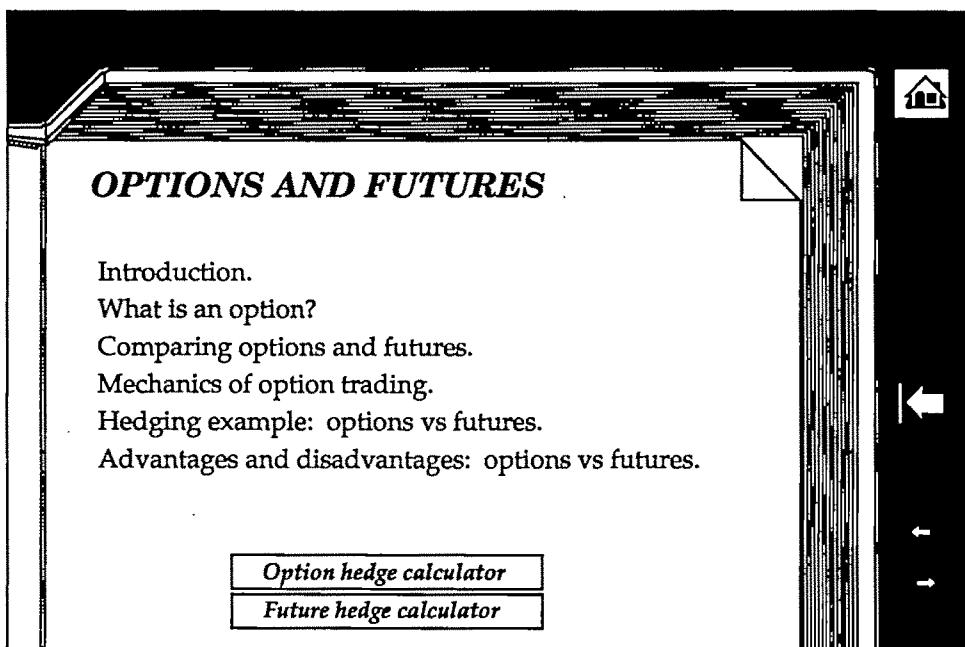 OPTIONS AND FUTURES
Introduction.
What is an option?
Comparing options and futures.
Mechanics of option trading.
Hedging example: options vs futures.
Advantages and disadvantages: options vs futures.
Option hedge calculator
Future hedge calculator